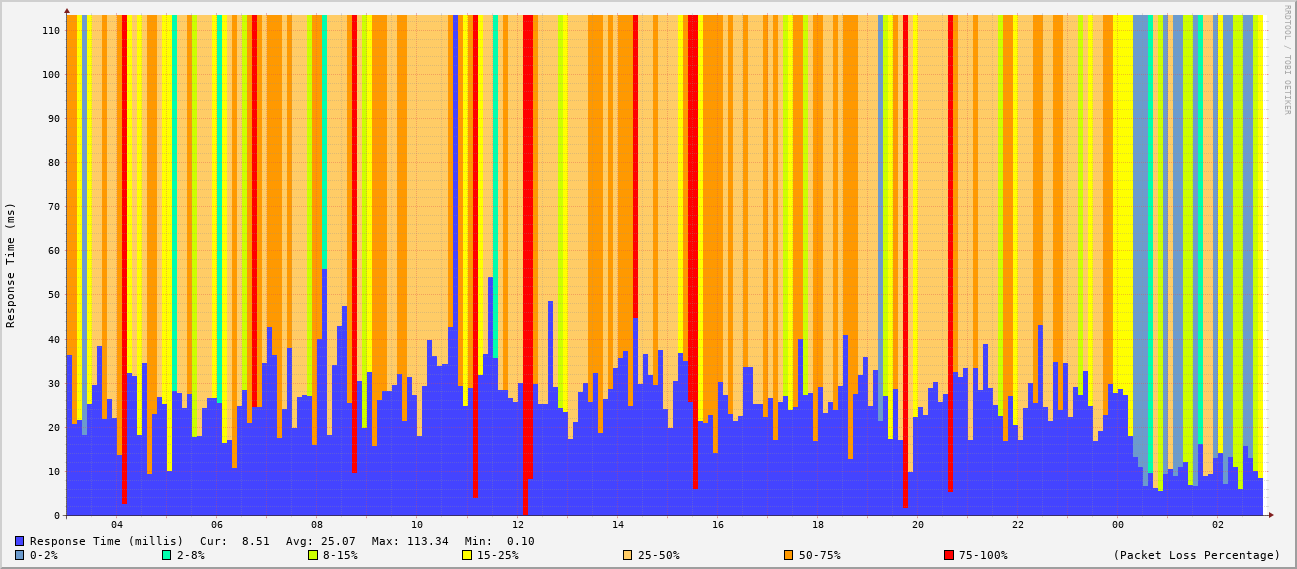 RRDTOOL / TOBI OETIKER
Response Time (ms)
110
100
90
80
70
60
50
40
30
20
10
0
04 06 08 10 12 14 16 18 20 22 00 02
Response Time (millis) Cur: 8.51 Avg: 25.07 Max: 113.34 Min: 0.10
0-2% 2-8% 8-15% 15-25% 25-50% 50-75% 75-100% (Packet Loss Percentage)